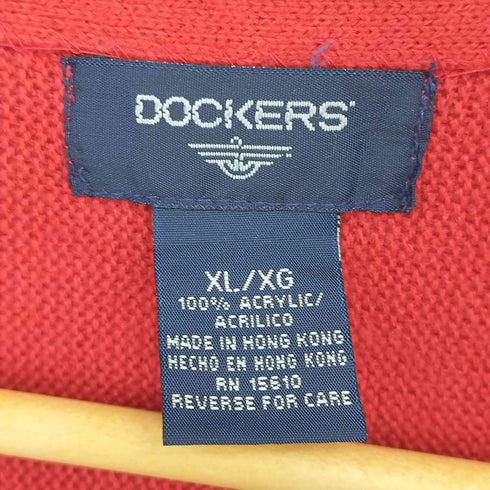 DOCKERS
XL/XG
100% ACRYLIC/
ACRILICO
MADE IN HONG KONG
HECHO EN HONG KONG
RN 15610
REVERSE FOR CARE